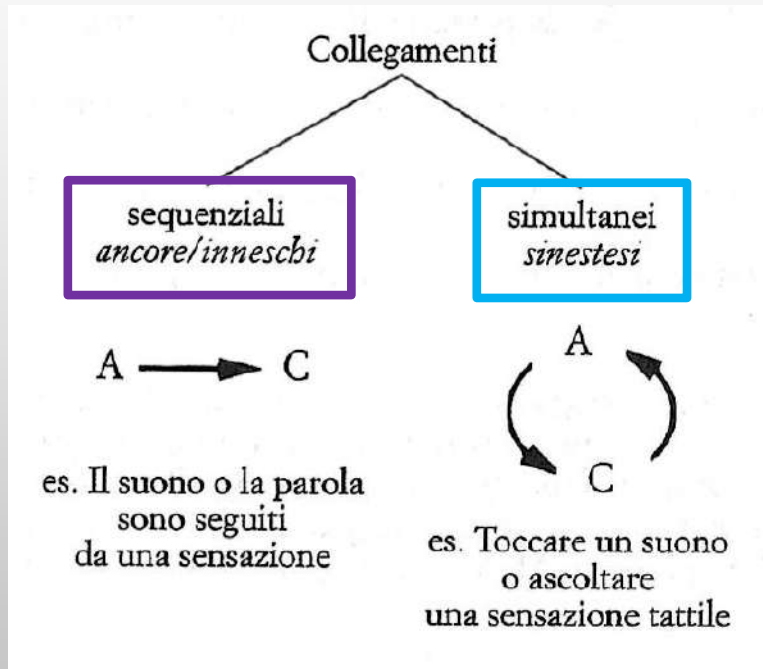 Collegamenti
sequenziali
ancore/inneschi
simultanei
sinestesi
A C
es. Il suono o la parola
sono seguiti
da una sensazione
A
C
es. Toccare un suono
o ascoltare
una sensazione tattile